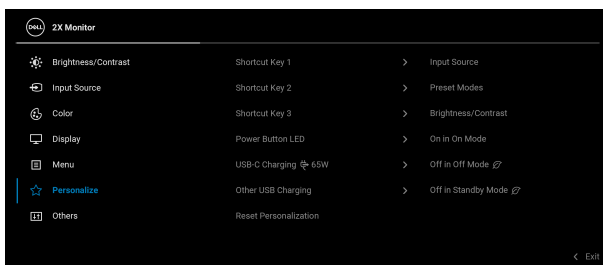 DELL 2X Monitor
Brightness/Contrast Shortcut Key 1 > Input Source
Input Source Shortcut Key 2 > Preset Modes
Color Shortcut Key 3 > Brightness/Contrast
Display Power Button LED > On in On Mode
Menu USB-C Charging 65W > Off in Off Mode
Personalize Other USB Charging > Off in Standby Mode
Others Reset Personalization
< Exit